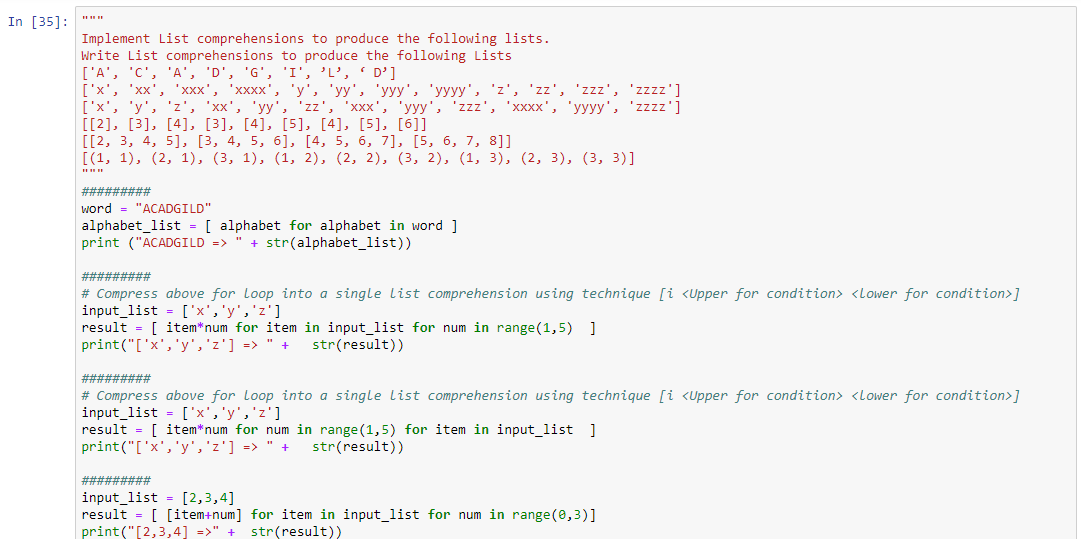 In [35]: """
Implement List comprehensions to produce the following lists.
Write List comprehensions to produce the following Lists
['A', 'C', 'A', 'D', 'G', 'I', ’L’, ‘ D’]
['x', 'xx', 'xxx', 'xxxx', 'y', 'yy', 'yyy', 'yyyy', 'z', 'zz', 'zzz', 'zzzz']
['x', 'y', 'z', 'xx', 'yy', 'zz', 'xxx', 'yyy', 'zzz', 'xxxx', 'yyyy', 'zzzz']
[[2], [3], [4], [3], [4], [5], [4], [5], [6]]
[[2, 3, 4, 5], [3, 4, 5, 6], [4, 5, 6, 7], [5, 6, 7, 8]]
[(1, 1), (2, 1), (3, 1), (1, 2), (2, 2), (3, 2), (1, 3), (2, 3), (3, 3)]
"""
#########
word = "ACADGILD"
alphabet_list = [ alphabet for alphabet in word ]
print ("ACADGILD => " + str(alphabet_list))
#########
# Compress above for loop into a single list comprehension using technique [i <Upper for condition> <lower for condition>]
input_list = ['x','y','z']
result = [ item*num for item in input_list for num in range(1,5)  ]
print("['x','y','z'] => " +   str(result))
#########
# Compress above for loop into a single list comprehension using technique [i <Upper for condition> <lower for condition>]
input_list = ['x','y','z']
result = [ item*num for num in range(1,5) for item in input_list  ]
print("['x','y','z'] => " +   str(result))
#########
input_list = [2,3,4]
result = [ [item+num] for item in input_list for num in range(0,3)]
print("[2,3,4] =>" +  str(result))